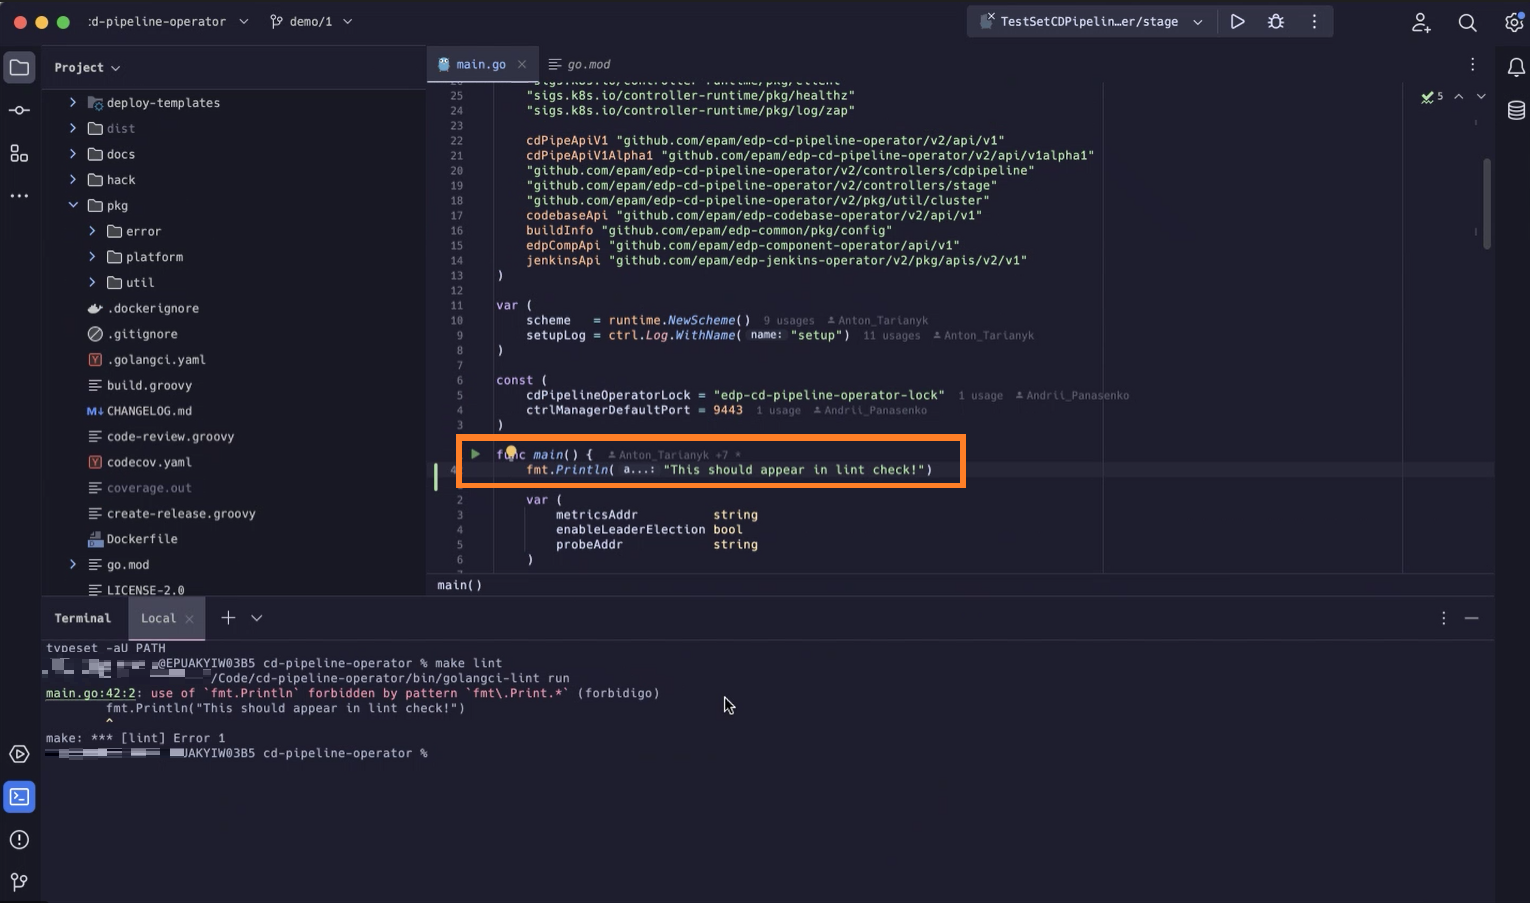 :d-pipeline-operator
demo/1
TestSetCDPipelin…er/stage
Project
main.go
go.mod
deploy-templates
dist
docs
hack
pkg
error
platform
util
.dockerignore
.gitignore
.golangci.yaml
build.groovy
CHANGELOG.md
code-review.groovy
codecov.yaml
coverage.out
create-release.groovy
Dockerfile
go.mod
LICENSE-2.0
5
26 "sigs.k8s.io/controller-runtime/pkg/client"
25 "sigs.k8s.io/controller-runtime/pkg/healthz"
24 "sigs.k8s.io/controller-runtime/pkg/log/zap"
23
22 cdPipeApiV1 "github.com/epam/edp-cd-pipeline-operator/v2/api/v1"
21 cdPipeApiV1Alpha1 "github.com/epam/edp-cd-pipeline-operator/v2/api/v1alpha1"
20 "github.com/epam/edp-cd-pipeline-operator/v2/controllers/cdpipeline"
19 "github.com/epam/edp-cd-pipeline-operator/v2/controllers/stage"
18 "github.com/epam/edp-cd-pipeline-operator/v2/pkg/util/cluster"
17 codebaseApi "github.com/epam/edp-codebase-operator/v2/api/v1"
16 buildInfo "github.com/epam/edp-common/pkg/config"
15 edpCompApi "github.com/epam/edp-component-operator/api/v1"
14 jenkinsApi "github.com/epam/edp-jenkins-operator/v2/pkg/apis/v2/v1"
13 )
12
11 var (
10 scheme = runtime.NewScheme() 9 usages Anton_Tarianyk
9 setupLog = ctrl.Log.WithName( name: "setup") 11 usages Anton_Tarianyk
8 )
7
6 const (
5 cdPipelineOperatorLock = "edp-cd-pipeline-operator-lock" 1 usage Andrii_Panasenko
4 ctrlManagerDefaultPort = 9443 1 usage Andrii_Panasenko
3 )
func main() { Anton_Tarianyk +7 *
4 fmt.Println( a...: "This should appear in lint check!")
2 var (
3 metricsAddr string
4 enableLeaderElection bool
5 probeAddr string
6 )
main()
Terminal
Local
typeset -aU PATH
@EPUAKYIW03B5 cd-pipeline-operator % make lint
/Code/cd-pipeline-operator/bin/golangci-lint run
main.go:42:2: use of `fmt.Println` forbidden by pattern `fmt\.Print.*` (forbidigo)
fmt.Println("This should appear in lint check!")
^
make: *** [lint] Error 1
UAKYIW03B5 cd-pipeline-operator %